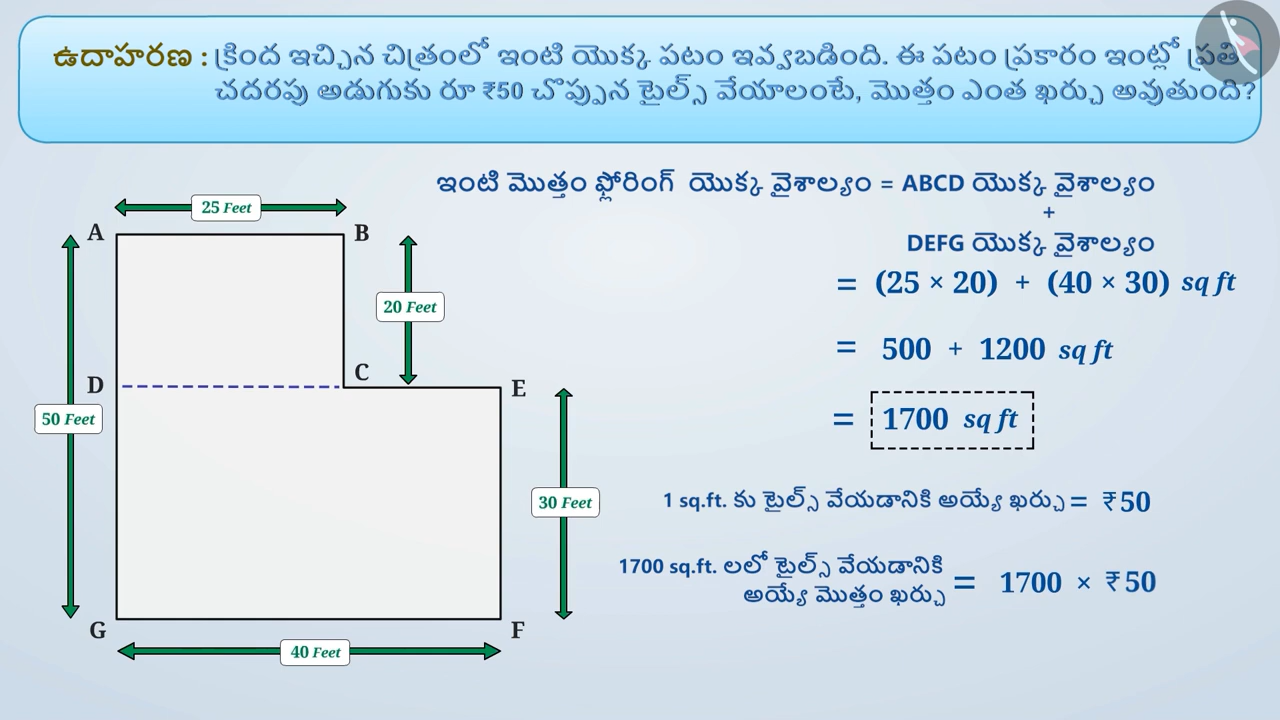 ఉదాహరణ : క్రింద ఇచ్చిన చిత్రంలో ఇంటి యొక్క పటం ఇవ్వబడింది. ఈ పటం ప్రకారం ఇంట్లో ప్రతి
చదరపు అడుగుకు రూ ₹50 చొప్పున టైల్స్ వేయాలంటే, మొత్తం ఎంత ఖర్చు అవుతుంది?
ఇంటి మొత్తం ఫ్లోరింగ్ యొక్క వైశాల్యం = ABCD యొక్క వైశాల్యం
+
DEFG యొక్క వైశాల్యం
= (25 × 20) + (40 × 30) sq ft
= 500 + 1200 sq ft
= 1700 sq ft
1 sq.ft. కు టైల్స్ వేయడానికి అయ్యే ఖర్చు = ₹50
1700 sq.ft. లలో టైల్స్ వేయడానికి
అయ్యే మొత్తం ఖర్చు = 1700 × ₹50
25 Feet
A
B
20 Feet
D
C
E
50 Feet
30 Feet
G
F
40 Feet